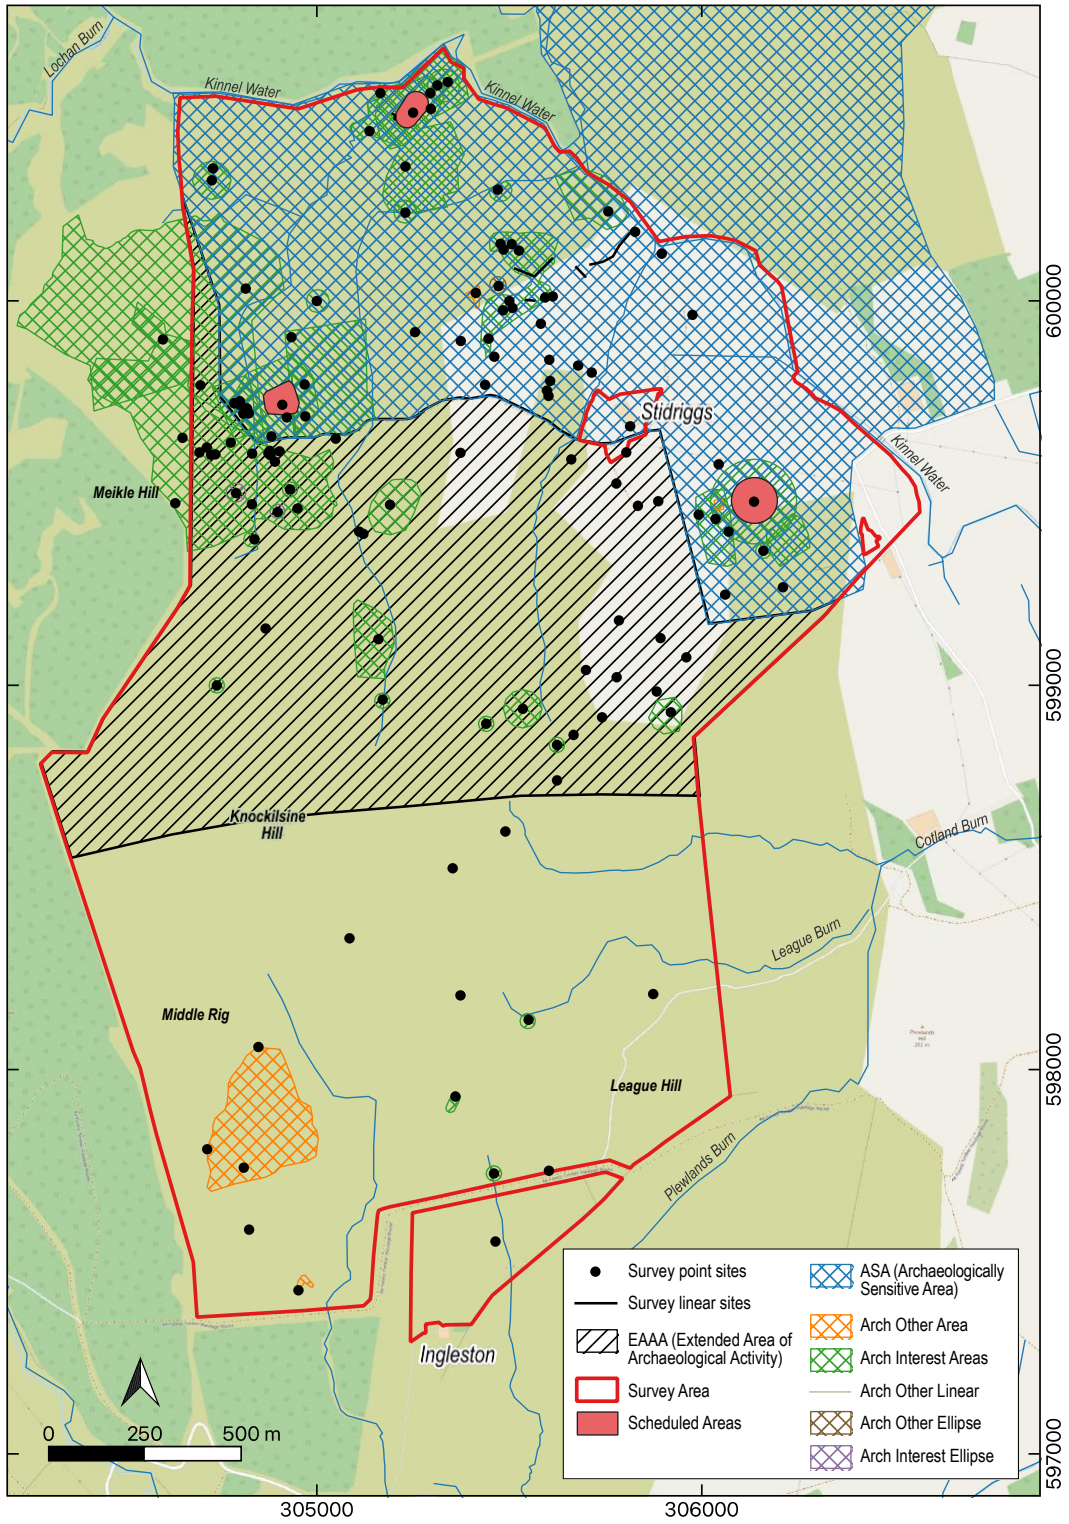 Lochan Burn
Kinnel Water
Kinnel Water
600000
Stidriggs
Kinnel Water
Meikle Hill
599000
Knockilsine
Hill
Cotland Burn
League Burn
Middle Rig
Plewlands
Hill
League Hill
598000
Plewlands Burn
Ingleston
Survey point sites
Survey linear sites
EAAA (Extended Area of
Archaeological Activity)
Survey Area
Scheduled Areas
ASA (Archaeologically
Sensitive Area)
Arch Other Area
Arch Interest Areas
Arch Other Linear
Arch Other Ellipse
Arch Interest Ellipse
0 250 500 m
597000
305000 306000